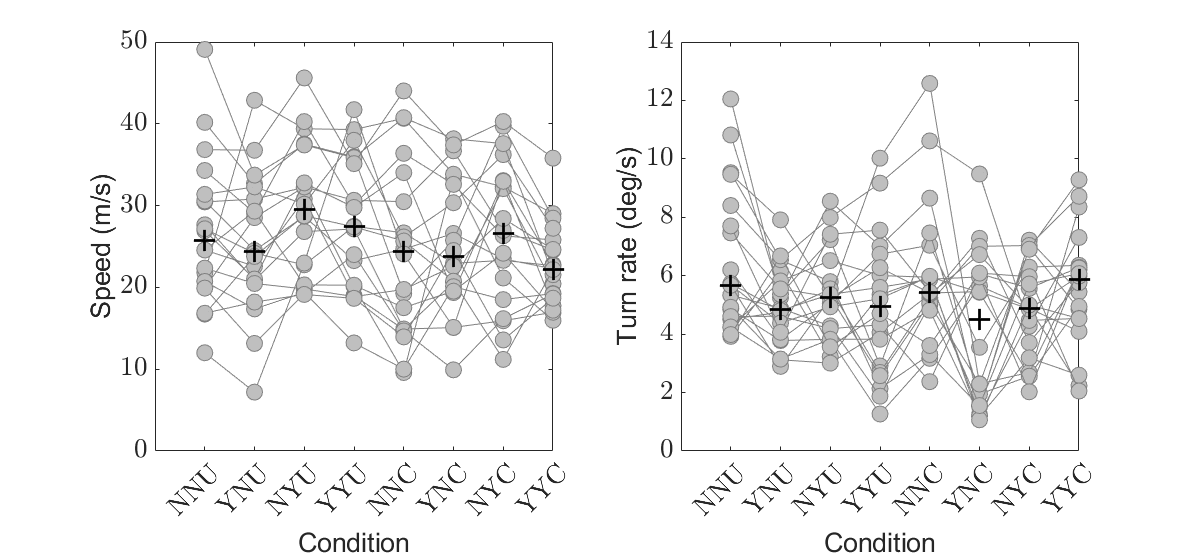 50
40
30
20
10
0
Speed (m/s)
NNU YNU NYU YYU NNC YNC NYC YYC
Condition
14
12
10
8
6
4
2
0
Turn rate (deg/s)
NNU YNU NYU YYU NNC YNC NYC YYC
Condition